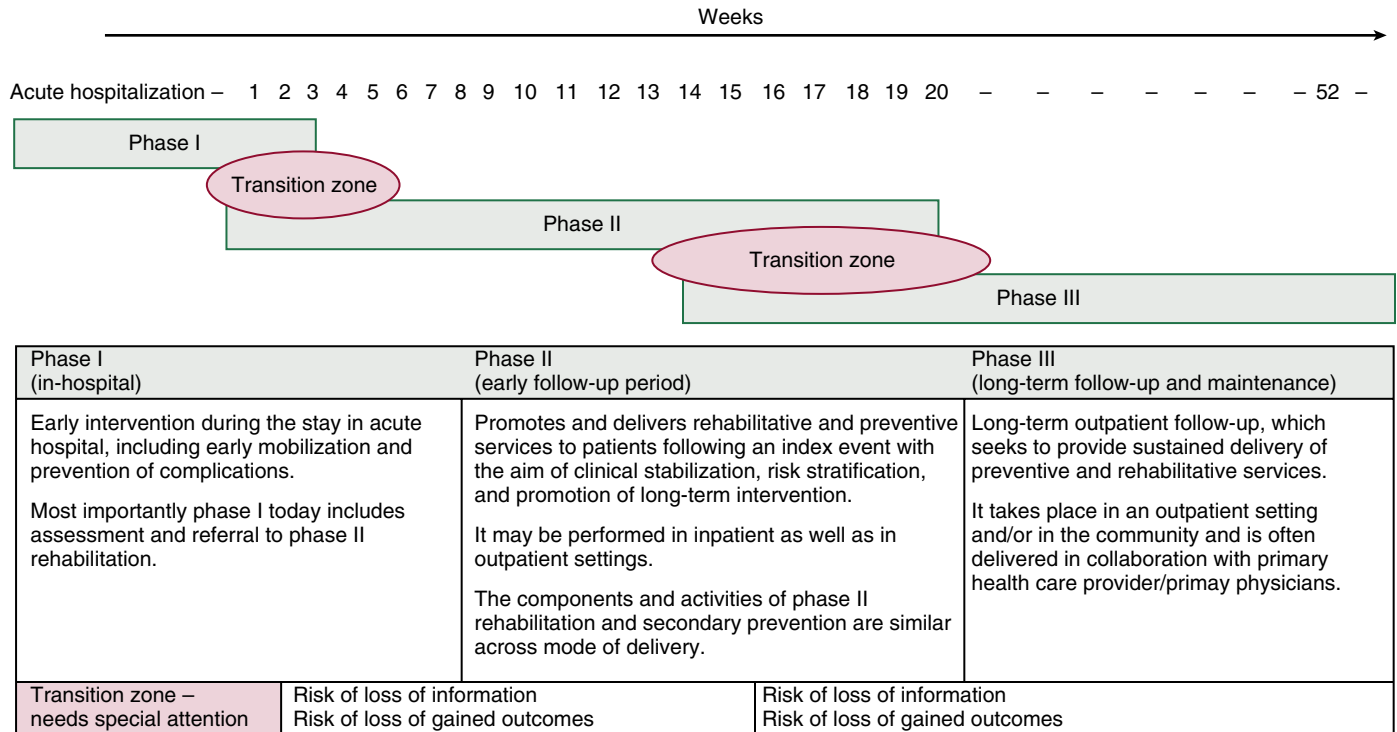 Weeks
Acute hospitalization – 1 2 3 4 5 6 7 8 9 10 11 12 13 14 15 16 17 18 19 20 – – – – – – – 52 –
Phase I
Transition zone
Phase II
Transition zone
Phase III
Phase I
(in-hospital)
Phase II
(early follow-up period)
Phase III
(long-term follow-up and maintenance)
Early intervention during the stay in acute
hospital, including early mobilization and
prevention of complications.
Most importantly phase I today includes
assessment and referral to phase II
rehabilitation.
Promotes and delivers rehabilitative and preventive
services to patients following an index event with
the aim of clinical stabilization, risk stratification,
and promotion of long-term intervention.
It may be performed in inpatient as well as in
outpatient settings.
The components and activities of phase II
rehabilitation and secondary prevention are similar
across mode of delivery.
Long-term outpatient follow-up, which
seeks to provide sustained delivery of
preventive and rehabilitative services.
It takes place in an outpatient setting
and/or in the community and is often
delivered in collaboration with primary
health care provider/primay physicians.
Transition zone –
needs special attention
Risk of loss of information
Risk of loss of gained outcomes
Risk of loss of information
Risk of loss of gained outcomes